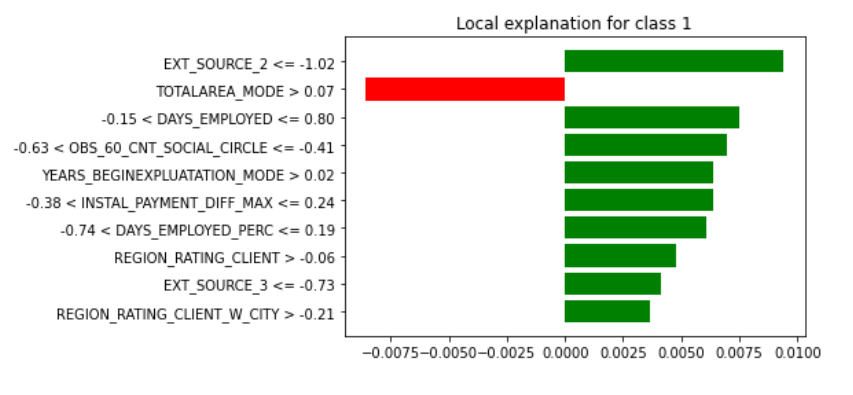 Local explanation for class 1
EXT_SOURCE_2 <= -1.02
TOTALAREA_MODE > 0.07
-0.15 < DAYS_EMPLOYED <= 0.80
-0.63 < OBS_60_CNT_SOCIAL_CIRCLE <= -0.41
YEARS_BEGINEXPLUATATION_MODE > 0.02
-0.38 < INSTAL_PAYMENT_DIFF_MAX <= 0.24
-0.74 < DAYS_EMPLOYED_PERC <= 0.19
REGION_RATING_CLIENT > -0.06
EXT_SOURCE_3 <= -0.73
REGION_RATING_CLIENT_W_CITY > -0.21
−0.0075 −0.0050 −0.0025 0.0000 0.0025 0.0050 0.0075 0.0100